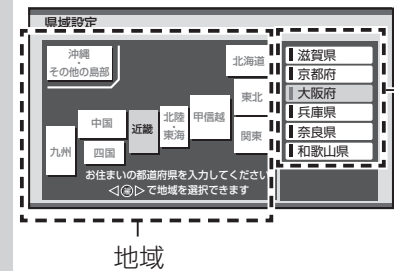 県域設定
沖縄
・
その他の島部
北海道
東北
関東
甲信越
北陸
・
東海
近畿
中国
四国
九州
お住まいの都道府県を入力してください
◁㊍▷で地域を選択できます
滋賀県
京都府
大阪府
兵庫県
奈良県
和歌山県
地域